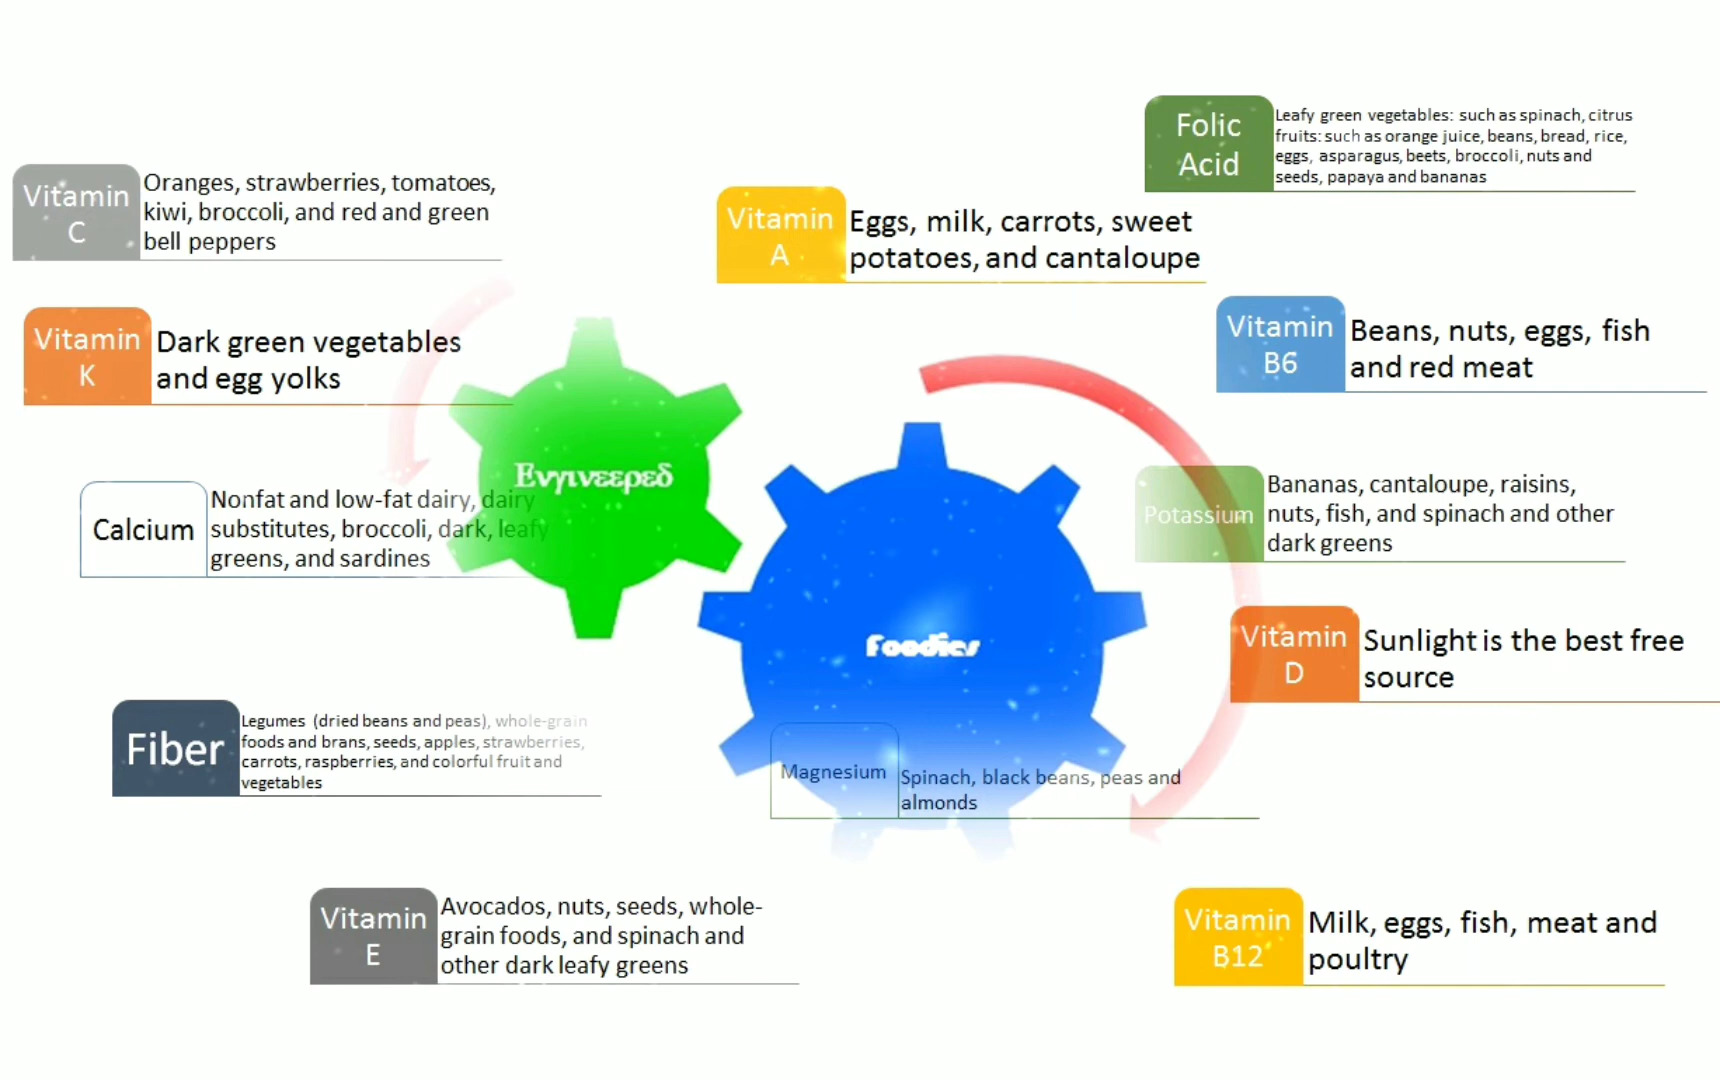 Folic
Acid
Leafy green vegetables: such as spinach, citrus
fruits: such as orange juice, beans, bread, rice,
eggs, asparagus, beets, broccoli, nuts and
seeds, papaya and bananas
Vitamin
C
Oranges, strawberries, tomatoes,
kiwi, broccoli, and red and green
bell peppers
Vitamin
A
Eggs, milk, carrots, sweet
potatoes, and cantaloupe
Vitamin
K
Dark green vegetables
and egg yolks
Vitamin
B6
Beans, nuts, eggs, fish
and red meat
Ενγινεερεδ
Calcium
Nonfat and low-fat dairy, dairy
substitutes, broccoli, dark, leafy
greens, and sardines
Potassium
Bananas, cantaloupe, raisins,
nuts, fish, and spinach and other
dark greens
Foodies
Vitamin
D
Sunlight is the best free
source
Fiber
Legumes (dried beans and peas), whole-grain
foods and brans, seeds, apples, strawberries,
carrots, raspberries, and colorful fruit and
vegetables
Magnesium
Spinach, black beans, peas and
almonds
Vitamin
E
Avocados, nuts, seeds, whole-
grain foods, and spinach and
other dark leafy greens
Vitamin
B12
Milk, eggs, fish, meat and
poultry